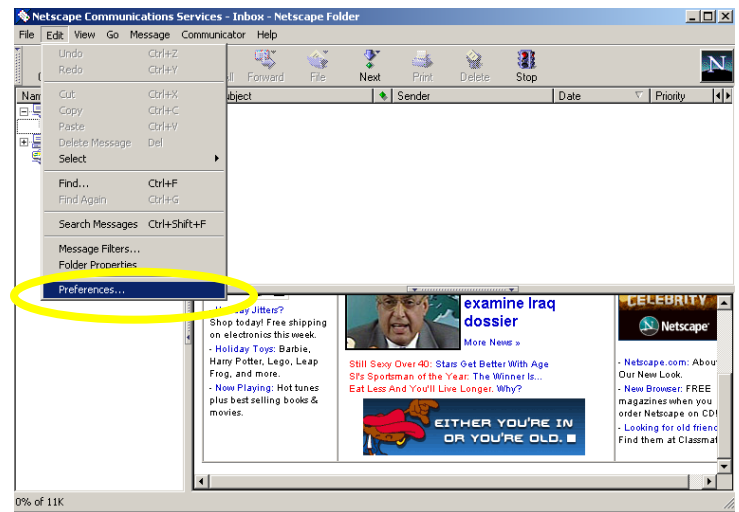 Netscape Communications Services - Inbox - Netscape Folder
File Edit View Go Message Communicator Help
Forward File Next Print Delete Stop
N
Sender Date Priority
Undo Ctrl+Z
Redo Ctrl+Y
Cut Ctrl+X
Copy Ctrl+C
Paste Ctrl+V
Delete Message Del
Select
Find... Ctrl+F
Find Again Ctrl+G
Search Messages Ctrl+Shift+F
Message Filters...
Folder Properties
Preferences...
Jitters?
Shop today! Free shipping
on electronics this week.
- Holiday Toys: Barbie,
Harry Potter, Lego, Leap
Frog, and more.
- Now Playing: Hot tunes
plus best selling books &
movies.
examine Iraq
dossier
More News »
Still Sexy Over 40: Stars Get Better With Age
SI's Sportsman of the Year: The Winner Is...
Eat Less And You'll Live Longer. Why?
EITHER YOU'RE IN
OR YOU'RE OLD.
CELEBRITY
N Netscape
- Netscape.com: About
Our New Look.
- New Browser: FREE
magazines when you
order Netscape on CD!
- Looking for old friend
Find them at Classmat
0% of 11K